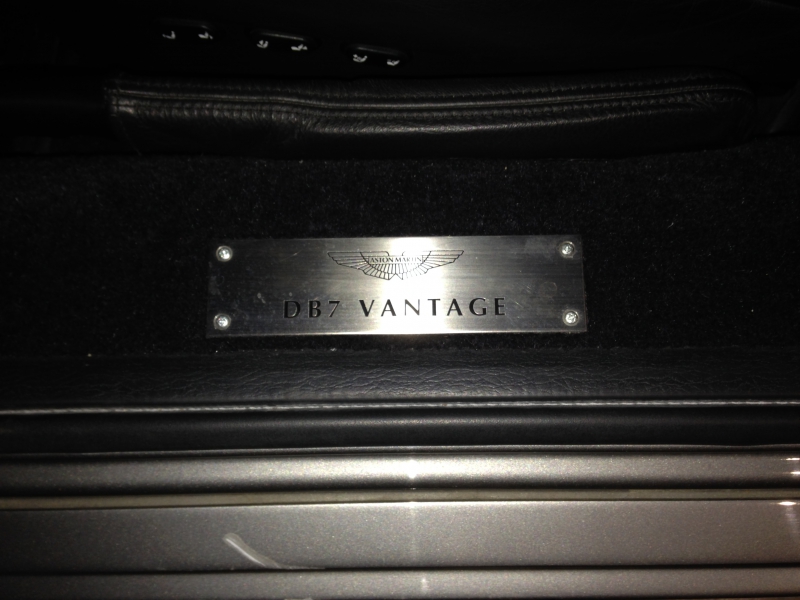 ASTON MARTIN
DB7 VANTAGE